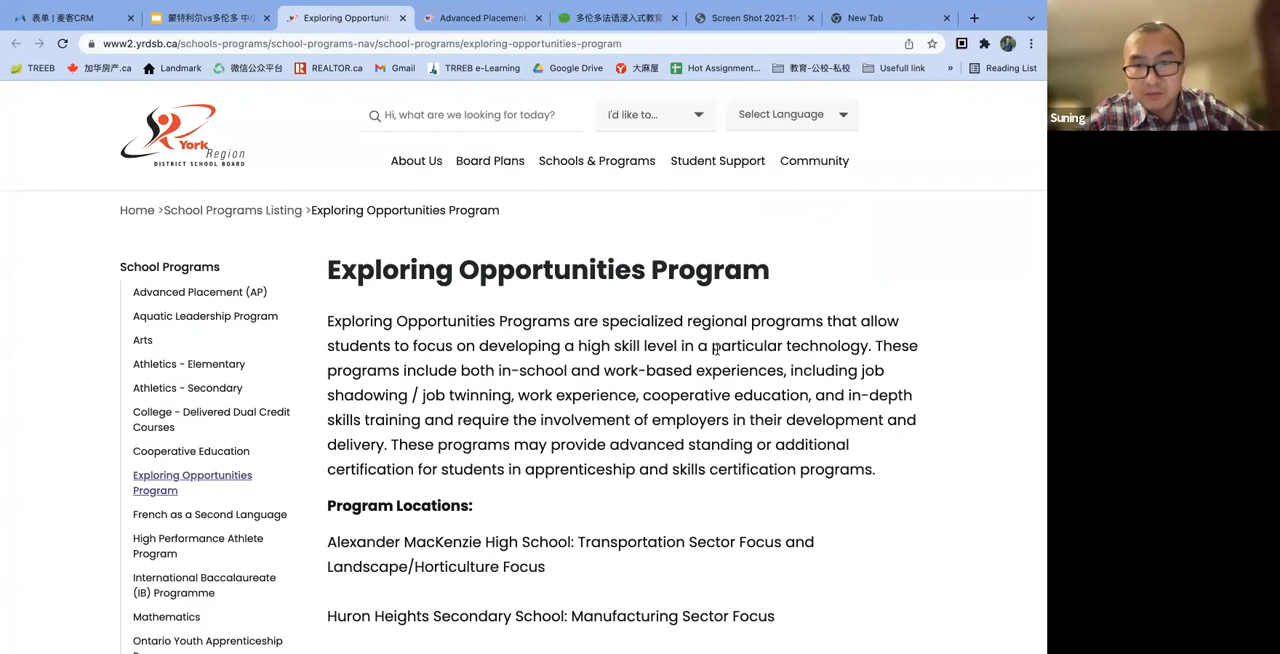 表单 | 麦客CRM
蒙特利尔vs多伦多 中小
Exploring Opportunit
Advanced Placement
多伦多法语浸入式教育
Screen Shot 2021-11-
New Tab
www2.yrdsb.ca/schools-programs/school-programs-nav/school-programs/exploring-opportunities-program
TREEB
加华房产.ca
Landmark
微信公众平台
REALTOR.ca
Gmail
TRREB e-Learning
Google Drive
大麻屋
Hot Assignment...
教育-公校-私校
Usefull link
»
Reading List
Suning
York
Region
DISTRICT SCHOOL BOARD
Hi, what are we looking for today?
I'd like to...
Select Language
About Us
Board Plans
Schools & Programs
Student Support
Community
Home >School Programs Listing >Exploring Opportunities Program
School Programs
Advanced Placement (AP)
Aquatic Leadership Program
Arts
Athletics - Elementary
Athletics - Secondary
College - Delivered Dual Credit
Courses
Cooperative Education
Exploring Opportunities
Program
French as a Second Language
High Performance Athlete
Program
International Baccalaureate
(IB) Programme
Mathematics
Ontario Youth Apprenticeship
Exploring Opportunities Program
Exploring Opportunities Programs are specialized regional programs that allow
students to focus on developing a high skill level in a particular technology. These
programs include both in-school and work-based experiences, including job
shadowing / job twinning, work experience, cooperative education, and in-depth
skills training and require the involvement of employers in their development and
delivery. These programs may provide advanced standing or additional
certification for students in apprenticeship and skills certification programs.
Program Locations:
Alexander MacKenzie High School: Transportation Sector Focus and
Landscape/Horticulture Focus
Huron Heights Secondary School: Manufacturing Sector Focus